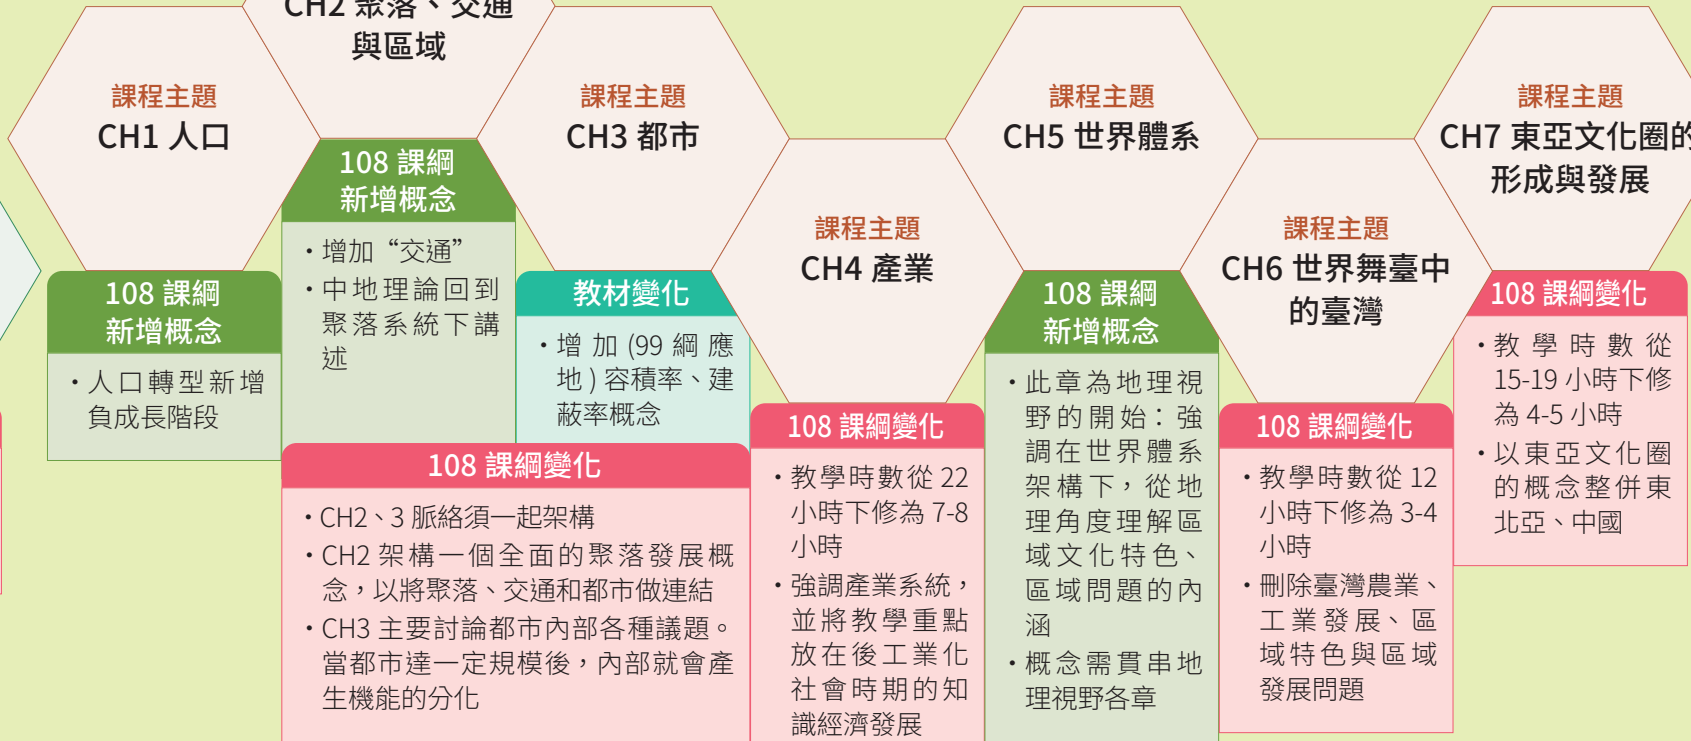 課程主題
CH1 人口
108 課綱
新增概念
・人口轉型新增
負成長階段
CH2 聚落、交通
與區域
108 課綱
新增概念
・增加“交通”
・中地理論回到
聚落系統下講
述
課程主題
CH3 都市
教材變化
・增加 (99 綱應
地 ) 容積率、建
蔽率概念
108 課綱變化
・CH2、3 脈絡須一起架構
・CH2 架構一個全面的聚落發展概
念，以將聚落、交通和都市做連結
・CH3 主要討論都市內部各種議題。
當都市達一定規模後，內部就會產
生機能的分化
課程主題
CH4 產業
108 課綱變化
・教學時數從 22
小時下修為 7-8
小時
・強調產業系統，
並將教學重點
放在後工業化
社會時期的知
識經濟發展
課程主題
CH5 世界體系
108 課綱
新增概念
・此章為地理視
野的開始：強
調在世界體系
架構下，從地
理角度理解區
域文化特色、
區域問題的內
涵
・概念需貫串地
理視野各章
課程主題
CH6 世界舞臺中
的臺灣
108 課綱變化
・教學時數從 12
小時下修為 3-4
小時
・刪除臺灣農業、
工業發展、區
域特色與區域
發展問題
課程主題
CH7 東亞文化圈的
形成與發展
108 課綱變化
・教學時數從
15-19 小時下修
為 4-5 小時
・以東亞文化圈
的概念整併東
北亞、中國